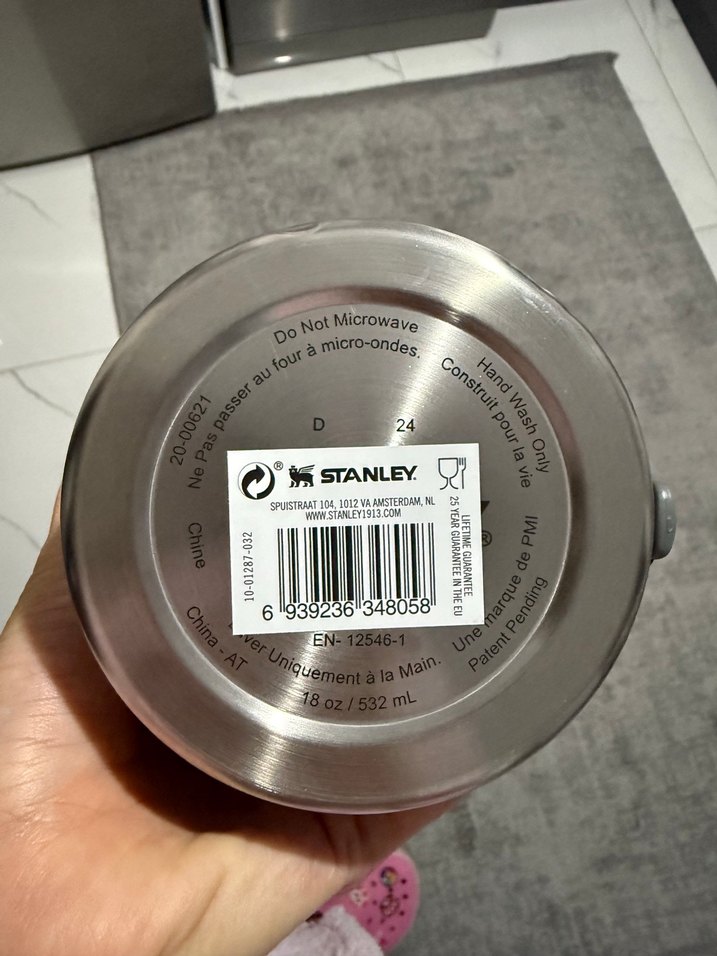 Do Not Microwave
Ne Pas passer au four à micro-ondes.
20-00621
Hand Wash Only
Construit pour la vie
D 24
® STANLEY®
SPUISTRAAT 104, 1012 VA AMSTERDAM, NL
WWW.STANLEY1913.COM
10-01287-032
LIFETIME GUARANTEE
25 YEAR GUARANTEE IN THE EU
6 939236 348058
®
Chine
China - AT
Une marque de PMI
Patent Pending
EN- 12546-1
Uniquement à la Main.
18 oz / 532 mL